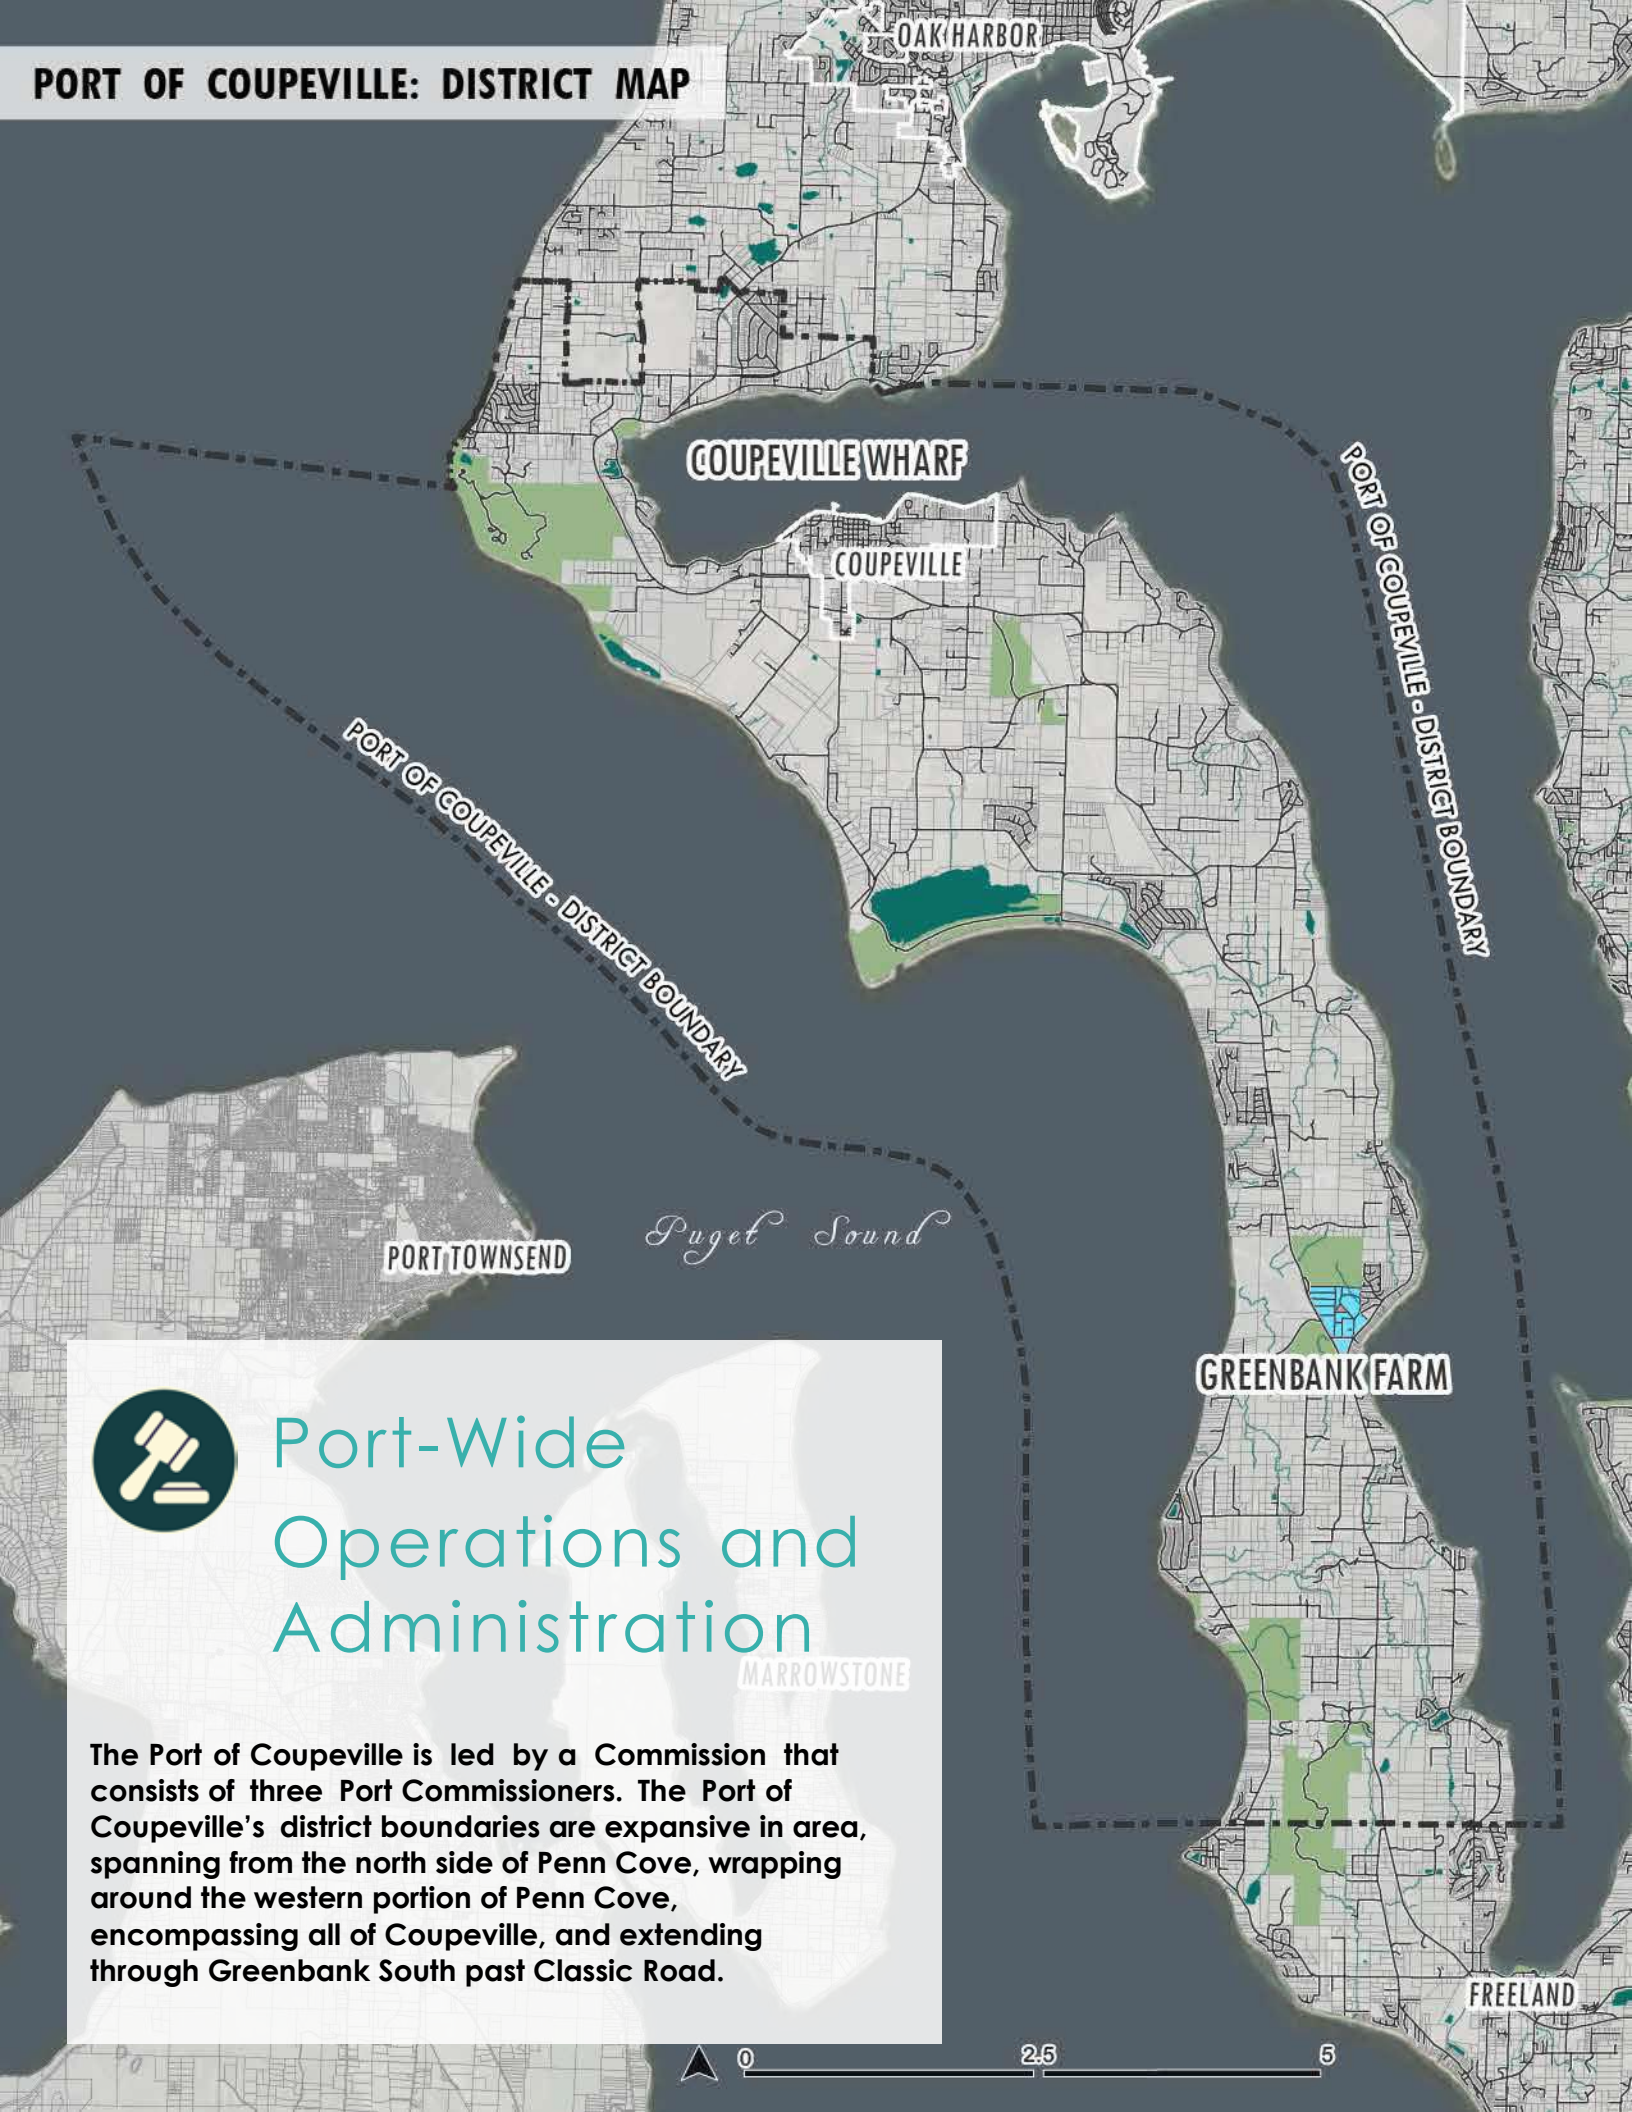 OAK HARBOR
PORT OF COUPEVILLE: DISTRICT MAP
COUPEVILLE WHARF
COUPEVILLE
PORT OF COUPEVILLE - DISTRICT BOUNDARY
PORT OF COUPEVILLE - DISTRICT BOUNDARY
Puget Sound
PORT TOWNSEND
GREENBANK FARM
Port-Wide
Operations and
Administration
MARROWSTONE
The Port of Coupeville is led by a Commission that
consists of three Port Commissioners. The Port of
Coupeville’s district boundaries are expansive in area,
spanning from the north side of Penn Cove, wrapping
around the western portion of Penn Cove,
encompassing all of Coupeville, and extending
through Greenbank South past Classic Road.
FREELAND
0 2.5 5